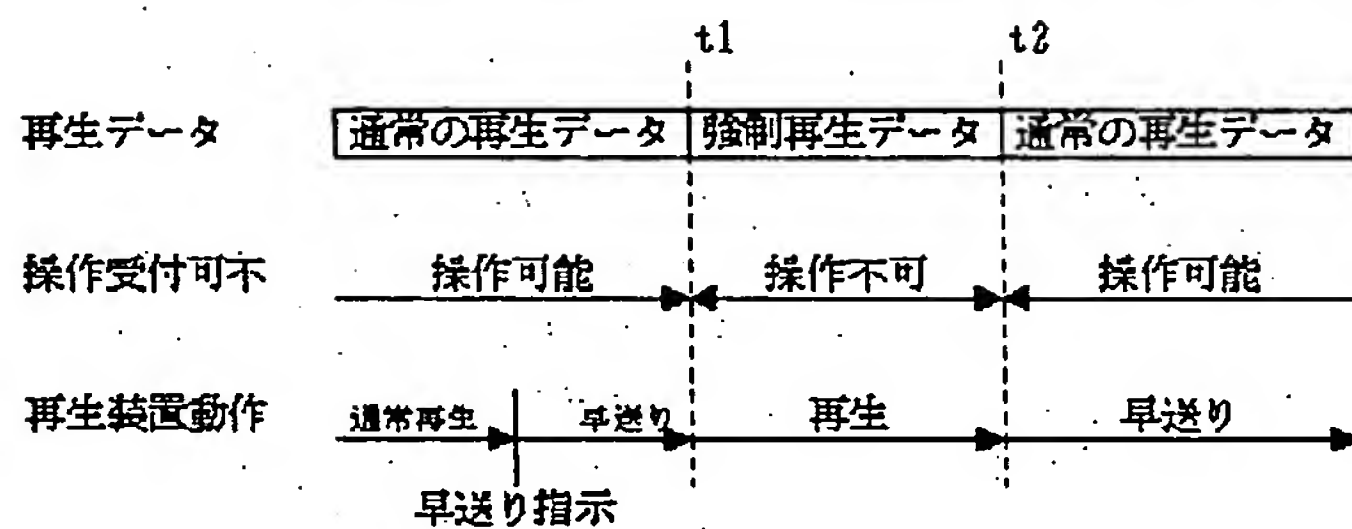 t1 t2
再生データ 通常の再生データ 強制再生データ 通常の再生データ
操作受付可不 操作可能 操作不可 操作可能
再生装置動作 通常再生 早送り 再生 早送り
早送り指示